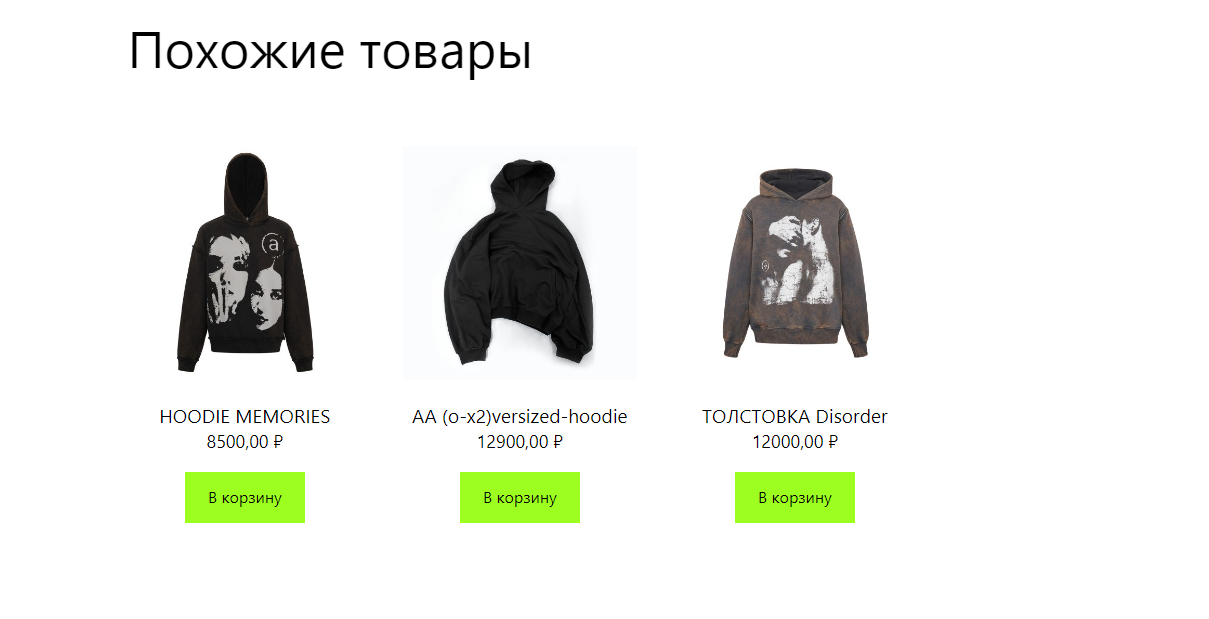 Похожие товары
a
HOODIE MEMORIES
8500,00 ₽
В корзину
AA (o-x2)versized-hoodie
12900,00 ₽
В корзину
ТОЛСТОВКА Disorder
12000,00 ₽
В корзину